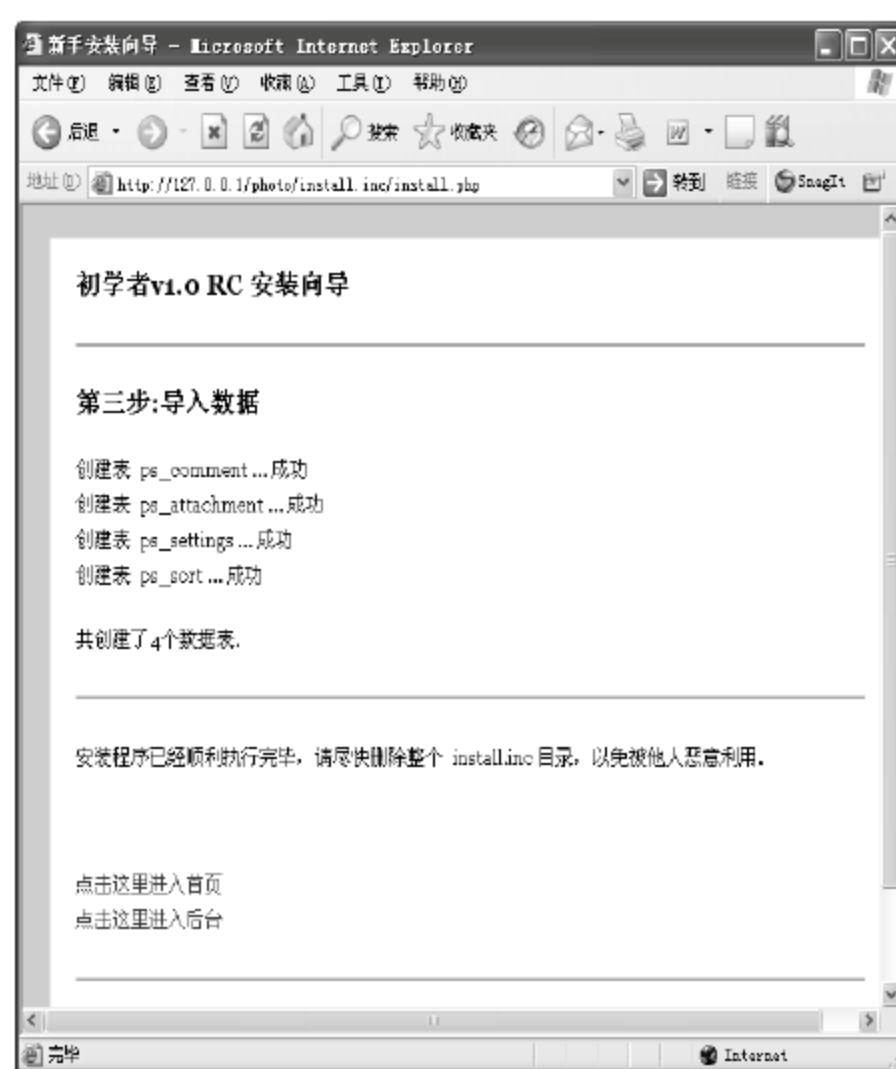 新手安装向导 - Microsoft Internet Explorer
文件(F) 编辑(E) 查看(V) 收藏(A) 工具(T) 帮助(H)
后退 搜索 收藏夹
地址(D) http://127.0.0.1/photo/install.inc/install.php 转到 链接 SnagIt
初学者v1.0 RC 安装向导
第三步:导入数据
创建表 ps_comment ... 成功
创建表 ps_attachment ... 成功
创建表 ps_settings ... 成功
创建表 ps_sort ... 成功
共创建了4个数据表.
安装程序已经顺利执行完毕，请尽快删除整个 install.inc 目录，以免被他人恶意利用.
点击这里进入首页
点击这里进入后台
完毕 Internet